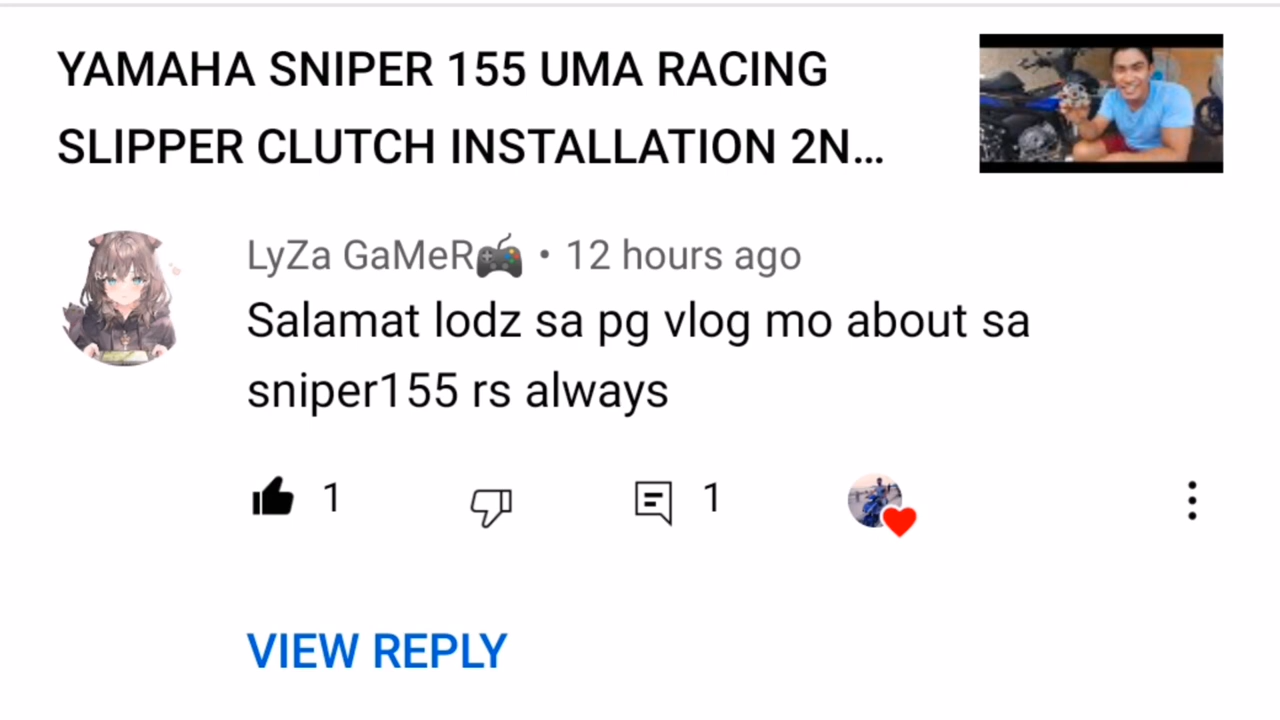 YAMAHA SNIPER 155 UMA RACING
SLIPPER CLUTCH INSTALLATION 2N...
LyZa GaMeR🎮 • 12 hours ago
Salamat lodz sa pg vlog mo about sa
sniper155 rs always
1
1
VIEW REPLY